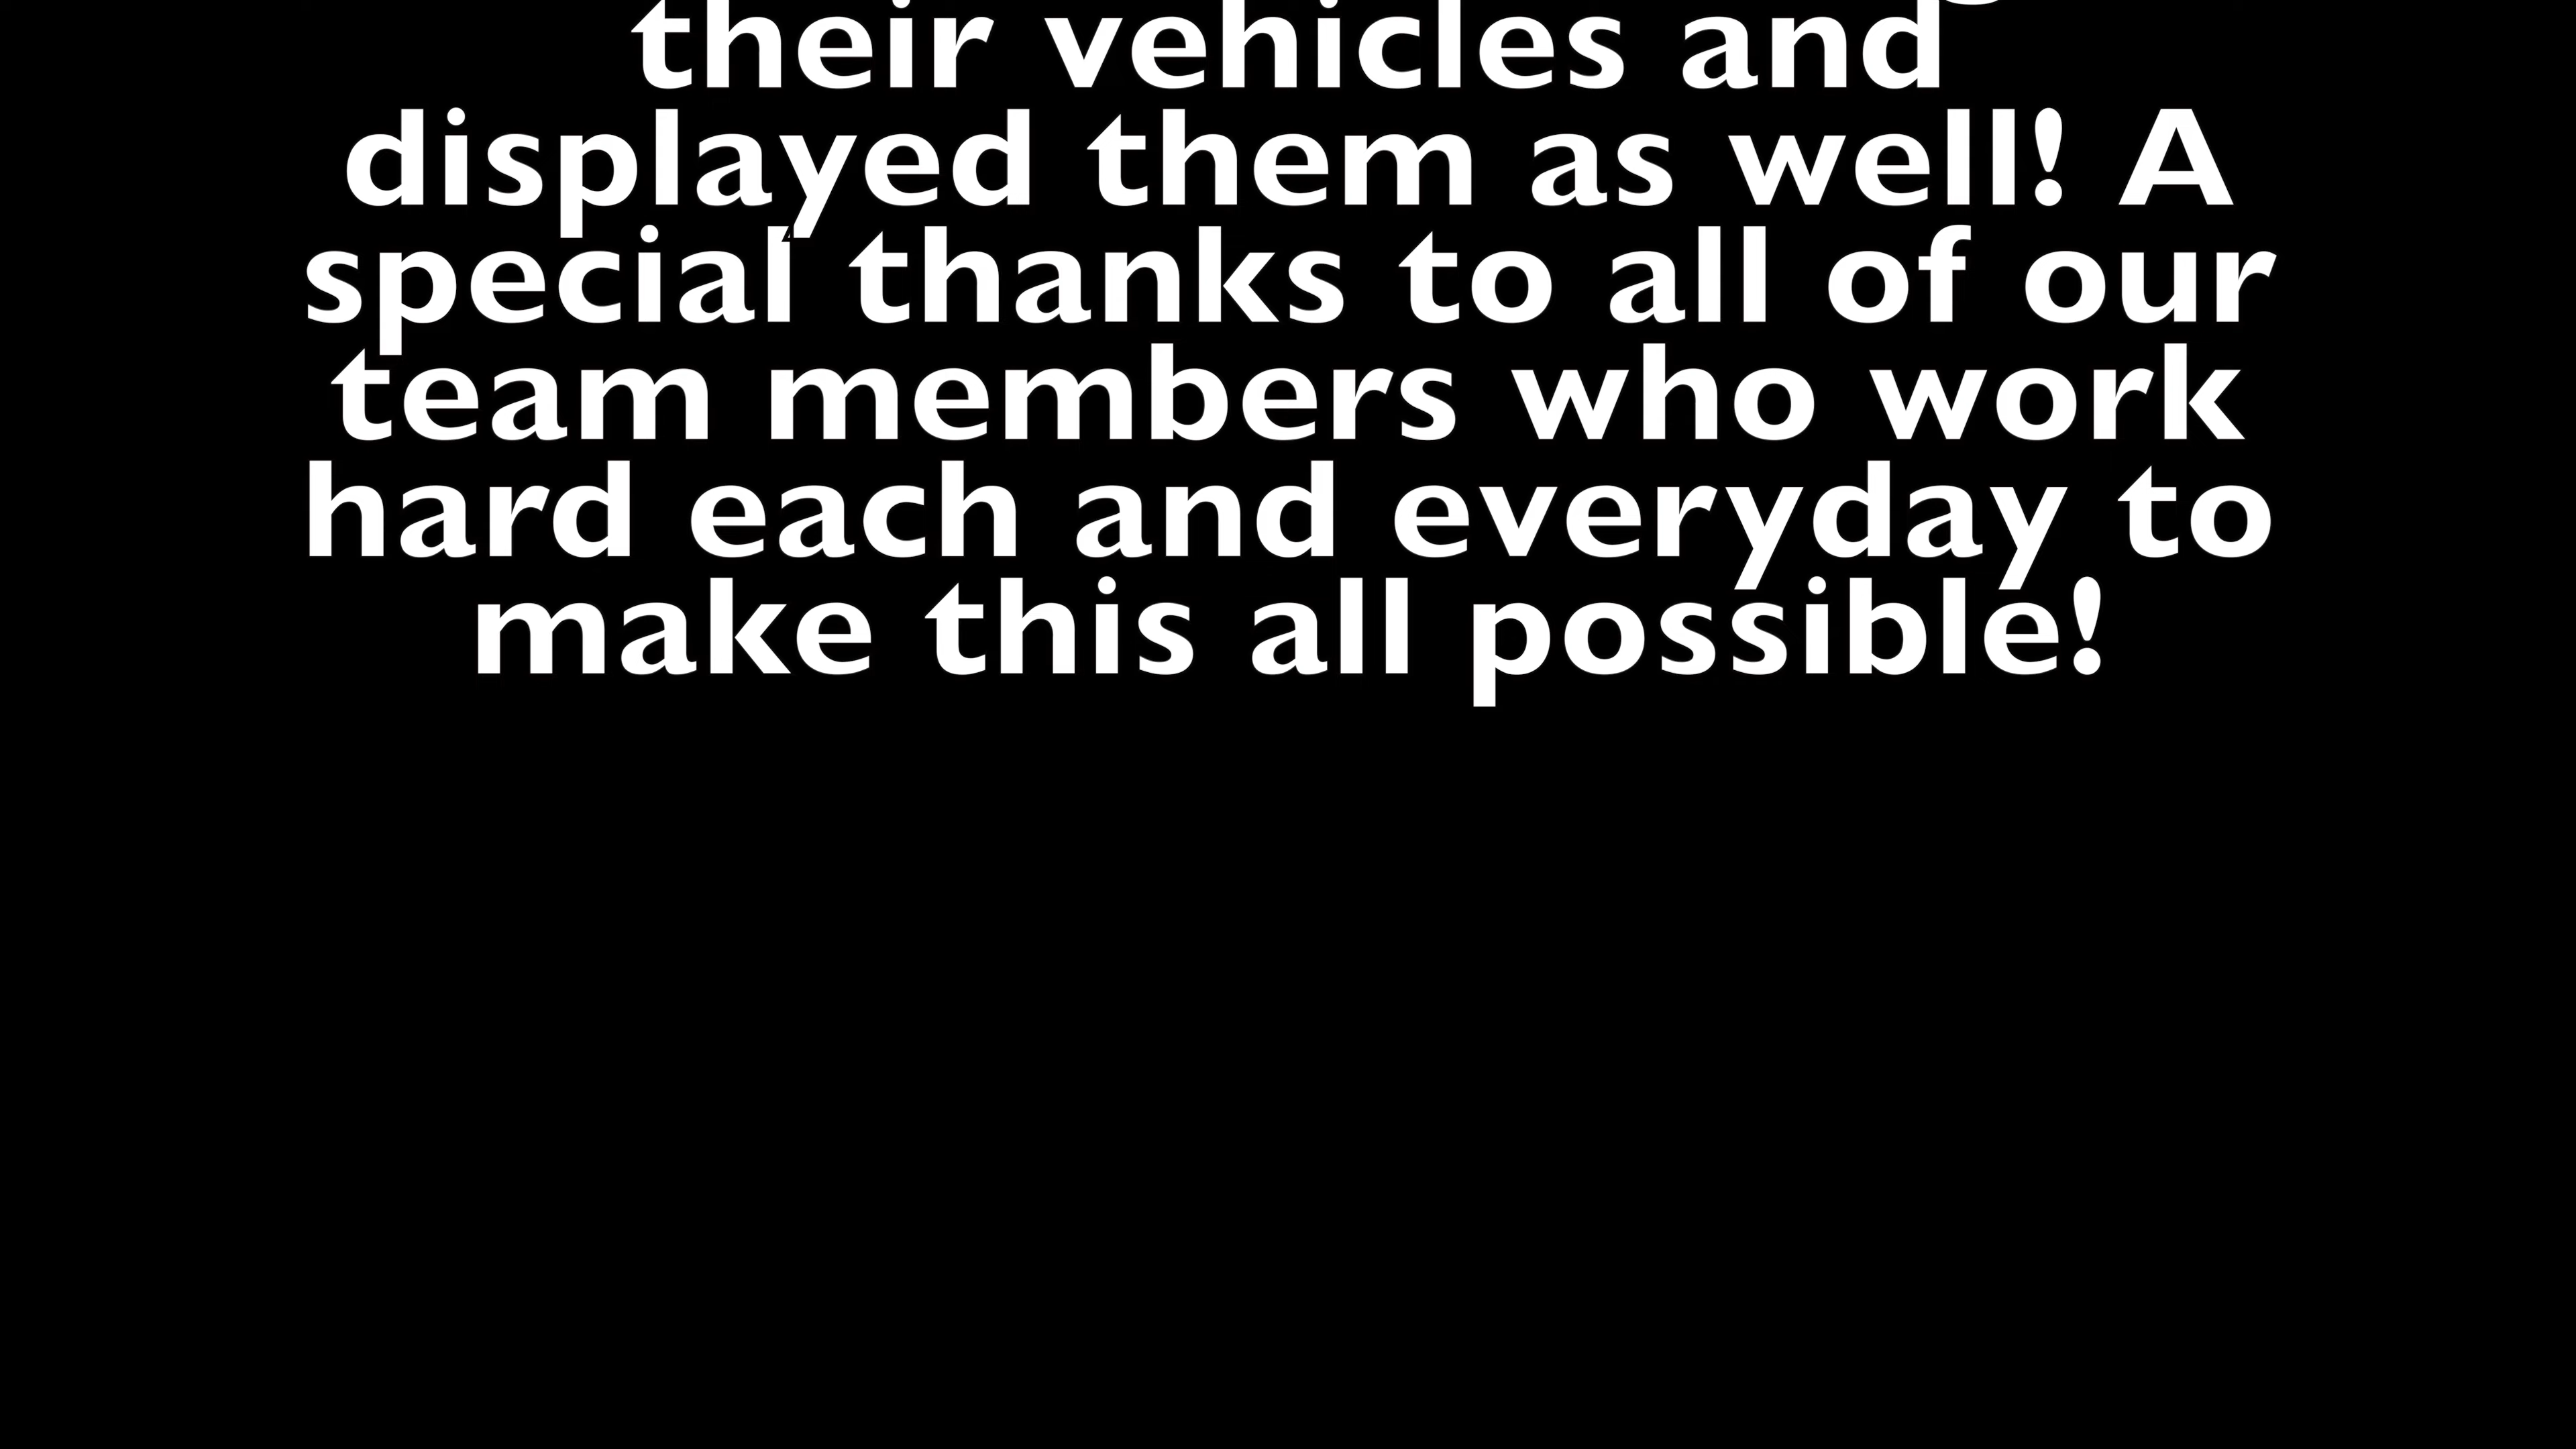 their vehicles and
displayed them as well! A
special thanks to all of our
team members who work
hard each and everyday to
make this all possible!